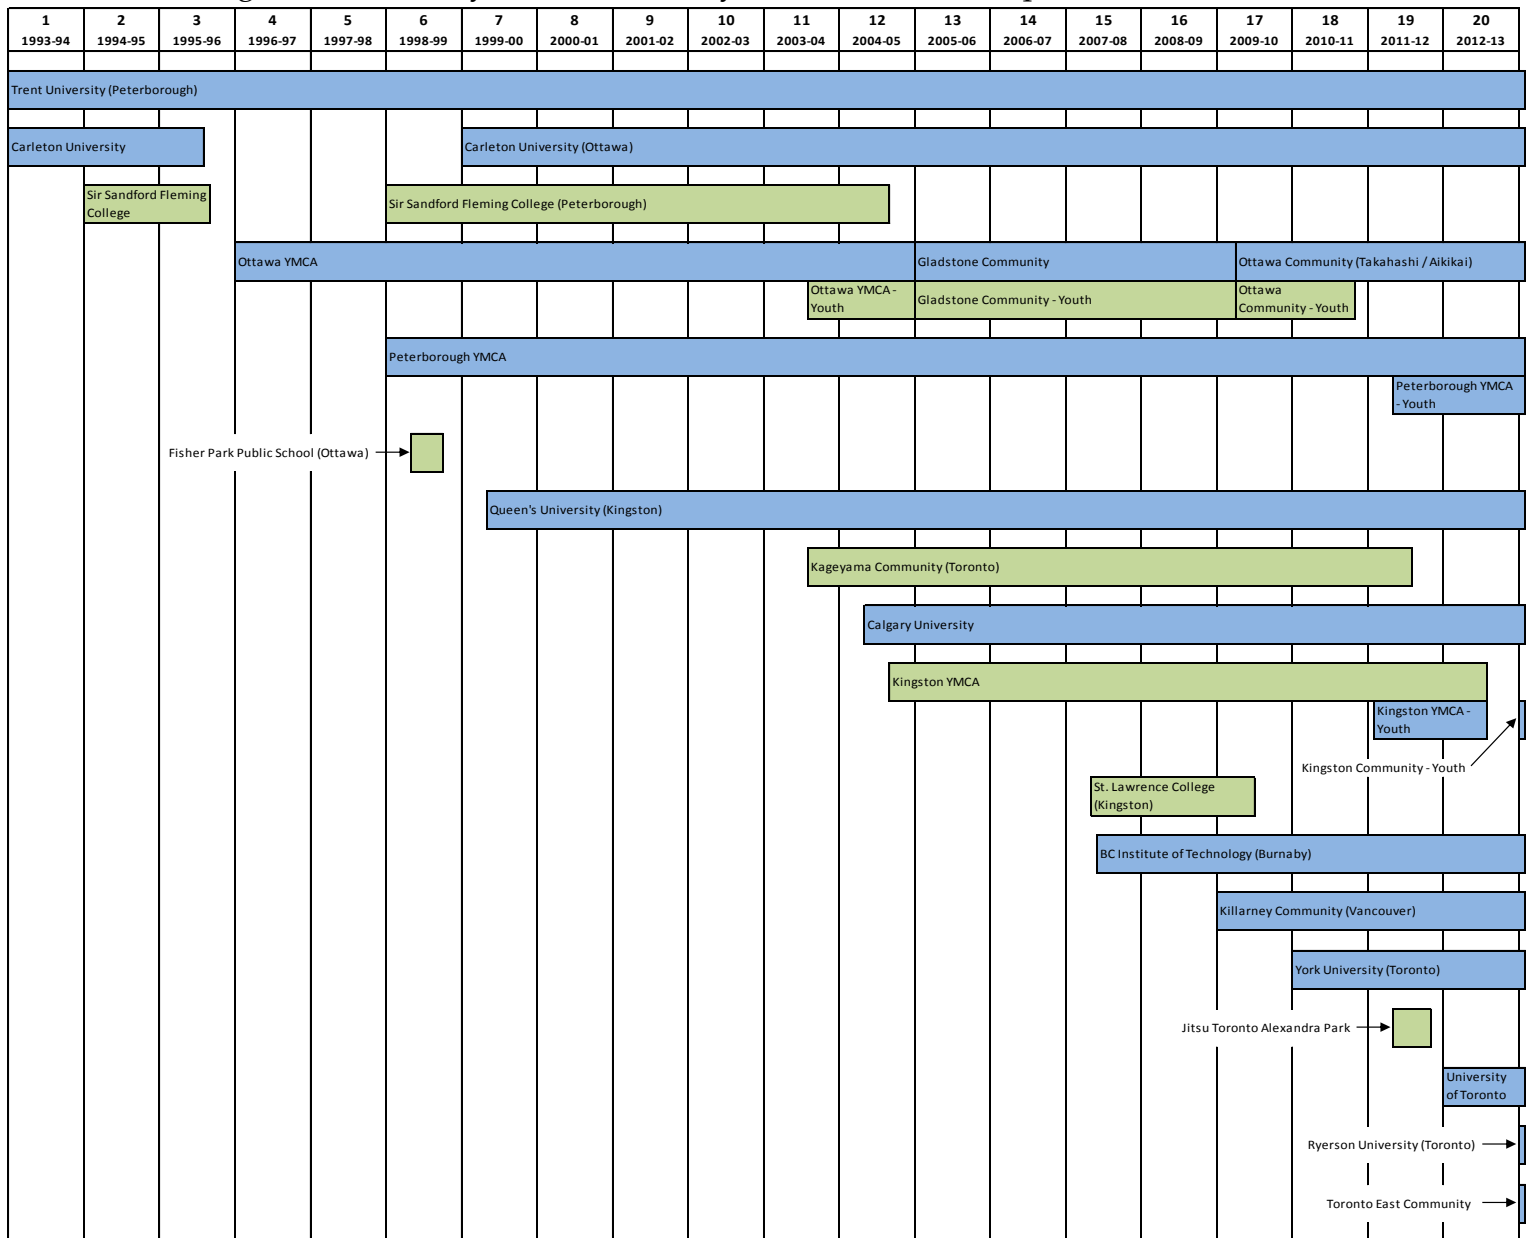 1 2 3 4 5 6 7 8 9 10 11 12 13 14 15 16 17 18 19 20
1993-94 1994-95 1995-96 1996-97 1997-98 1998-99 1999-00 2000-01 2001-02 2002-03 2003-04 2004-05 2005-06 2006-07 2007-08 2008-09 2009-10 2010-11 2011-12 2012-13
Trent University (Peterborough)
Carleton University
Carleton University (Ottawa)
Sir Sandford Fleming
College
Sir Sandford Fleming College (Peterborough)
Ottawa YMCA
Gladstone Community
Ottawa Community (Takahashi / Aikikai)
Ottawa YMCA -
Youth
Gladstone Community - Youth
Ottawa
Community - Youth
Peterborough YMCA
Peterborough YMCA
- Youth
Fisher Park Public School (Ottawa)
Queen's University (Kingston)
Kageyama Community (Toronto)
Calgary University
Kingston YMCA
Kingston YMCA -
Youth
Kingston Community - Youth
St. Lawrence College
(Kingston)
BC Institute of Technology (Burnaby)
Killarney Community (Vancouver)
York University (Toronto)
Jitsu Toronto Alexandra Park
University
of Toronto
Ryerson University (Toronto)
Toronto East Community